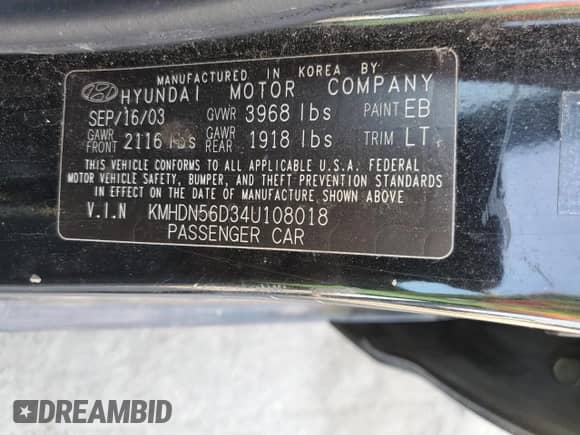 MANUFACTURED IN KOREA BY
HYUNDAI MOTOR COMPANY
SEP/16/03 GVWR 3968 lbs PAINT EB
GAWR FRONT 2116 lbs GAWR REAR 1918 lbs TRIM LT
THIS VEHICLE CONFORMS TO ALL APPLICABLE U.S.A. FEDERAL
MOTOR VEHICLE SAFETY, BUMPER, AND THEFT PREVENTION STANDARDS
IN EFFECT ON THE DATE OF MANUFACTURE SHOWN ABOVE.
V.I.N KMHDN56D34U108018
PASSENGER CAR
DREAMBID